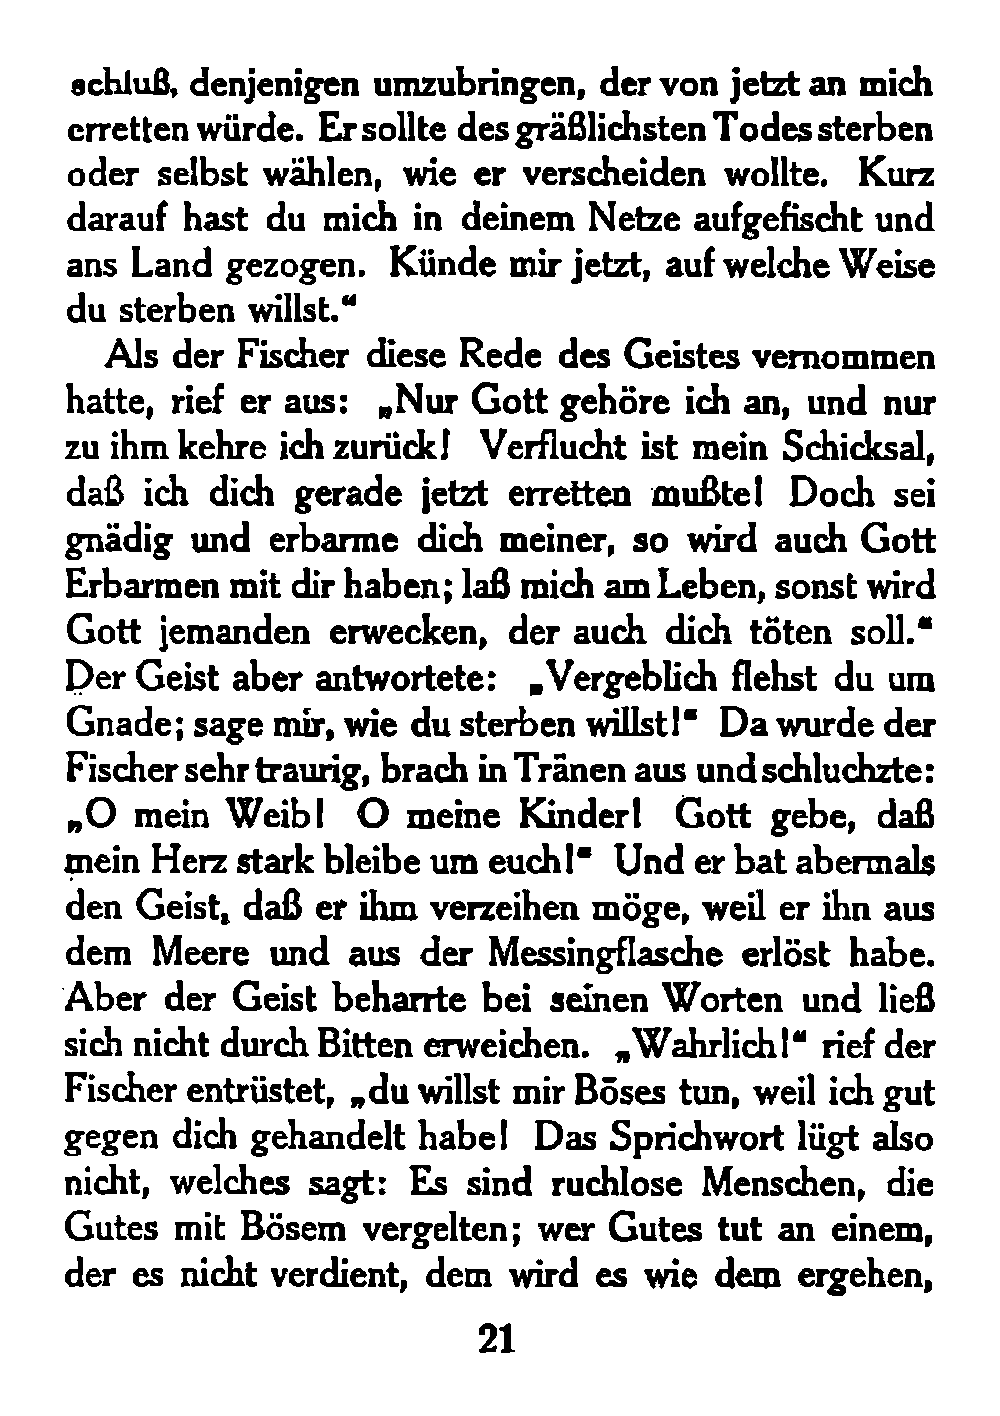 schluß, denjenigen umzubringen, der von jetzt an mich
erretten würde. Er sollte des gräßlichsten Todes sterben
oder selbst wählen, wie er verscheiden wollte. Kurz
darauf hast du mich in deinem Netze aufgefischt und
ans Land gezogen. Künde mir jetzt, auf welche Weise
du sterben willst.“
Als der Fischer diese Rede des Geistes vernommen
hatte, rief er aus: „Nur Gott gehöre ich an, und nur
zu ihm kehre ich zurück! Verflucht ist mein Schicksal,
daß ich dich gerade jetzt erretten mußte! Doch sei
gnädig und erbarme dich meiner, so wird auch Gott
Erbarmen mit dir haben; laß mich am Leben, sonst wird
Gott jemanden erwecken, der auch dich töten soll.“
Der Geist aber antwortete: „Vergeblich flehst du um
Gnade; sage mir, wie du sterben willst!“ Da wurde der
Fischer sehr traurig, brach in Tränen aus und schluchzte:
„O mein Weib! O meine Kinder! Gott gebe, daß
mein Herz stark bleibe um euch!“ Und er bat abermals
den Geist, daß er ihm verzeihen möge, weil er ihn aus
dem Meere und aus der Messingflasche erlöst habe.
Aber der Geist beharrte bei seinen Worten und ließ
sich nicht durch Bitten erweichen. „Wahrlich!“ rief der
Fischer entrüstet, „du willst mir Böses tun, weil ich gut
gegen dich gehandelt habe! Das Sprichwort lügt also
nicht, welches sagt: Es sind ruchlose Menschen, die
Gutes mit Bösem vergelten; wer Gutes tut an einem,
der es nicht verdient, dem wird es wie dem ergehen,
21